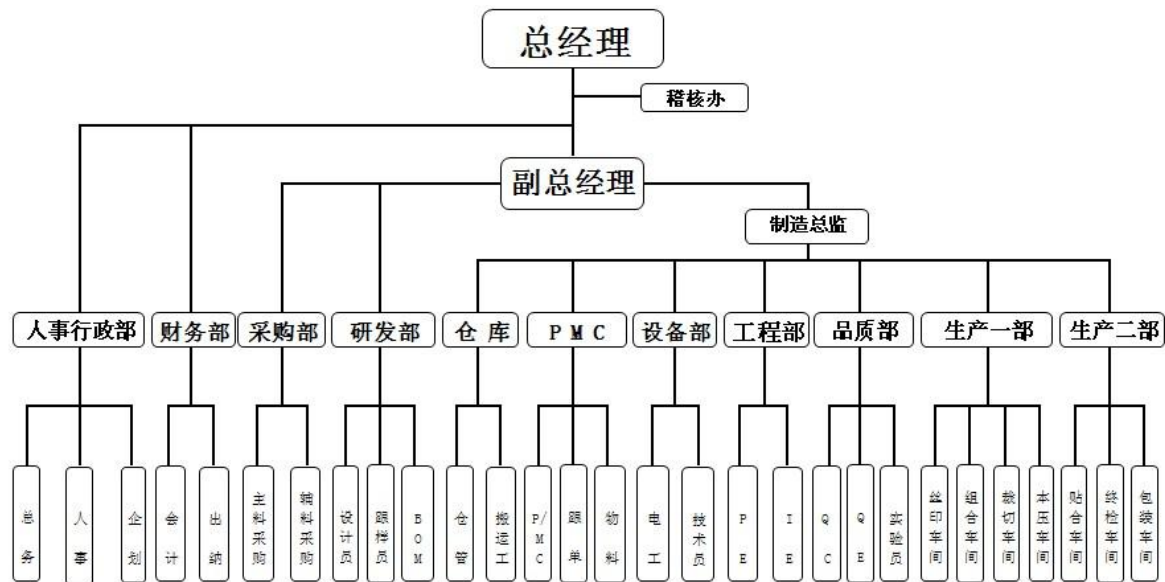 总经理
稽核办
副总经理
制造总监
人事行政部
财务部
采购部
研发部
仓 库
P M C
设备部
工程部
品质部
生产一部
生产二部
总务
人事
企划
会计
出纳
主料采购
辅料采购
设计员
跟样员
BOM
仓管
搬运工
P/MC
跟单
物料
电工
技术员
PE
IE
QC
QE
实验员
丝印车间
组合车间
裁切车间
本压车间
贴合车间
终检车间
包装车间